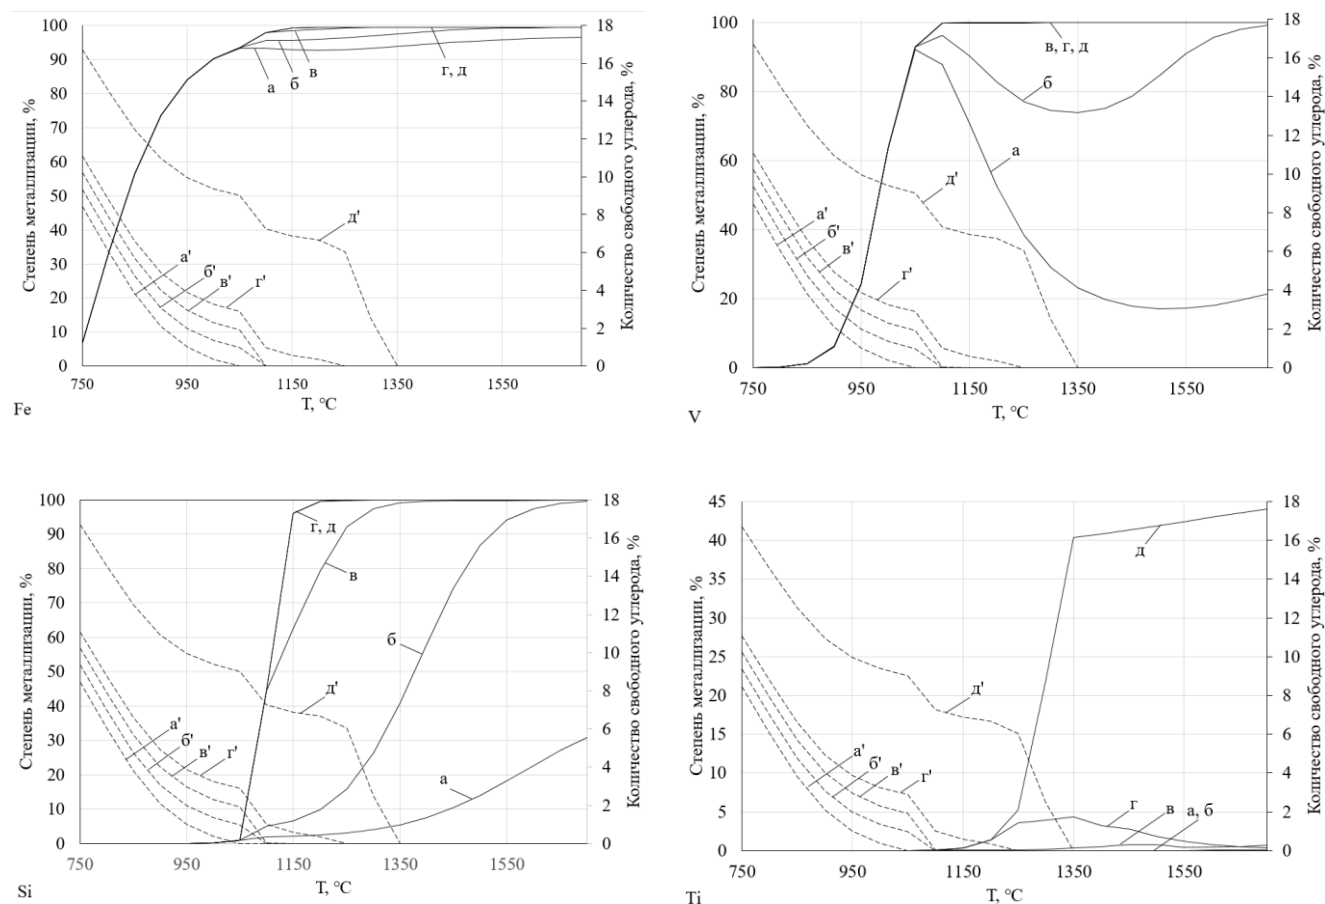 Степень металлизации, %
100
90
80
70
60
50
40
30
20
10
0
750
950
1150
1350
1550
T, °C
18
16
14
12
10
8
6
4
2
0
Количество свободного углерода, %
а
б
в
г, д
д'
а'
б'
в'
г'
Fe
Степень металлизации, %
100
80
60
40
20
0
750
950
1150
1350
1550
T, °C
18
16
14
12
10
8
6
4
2
0
Количество свободного углерода, %
в, г, д
б
а
д'
а'
б'
в'
г'
V
Степень металлизации, %
100
90
80
70
60
50
40
30
20
10
0
750
950
1150
1350
1550
T, °C
18
16
14
12
10
8
6
4
2
0
Количество свободного углерода, %
г, д
в
б
д'
а'
б'
в'
г'
а
Si
Степень металлизации, %
45
40
35
30
25
20
15
10
5
0
750
950
1150
1350
1550
T, °C
18
16
14
12
10
8
6
4
2
0
Количество свободного углерода, %
д
д'
а'
б'
в'
г'
г
в
а, б
Ti